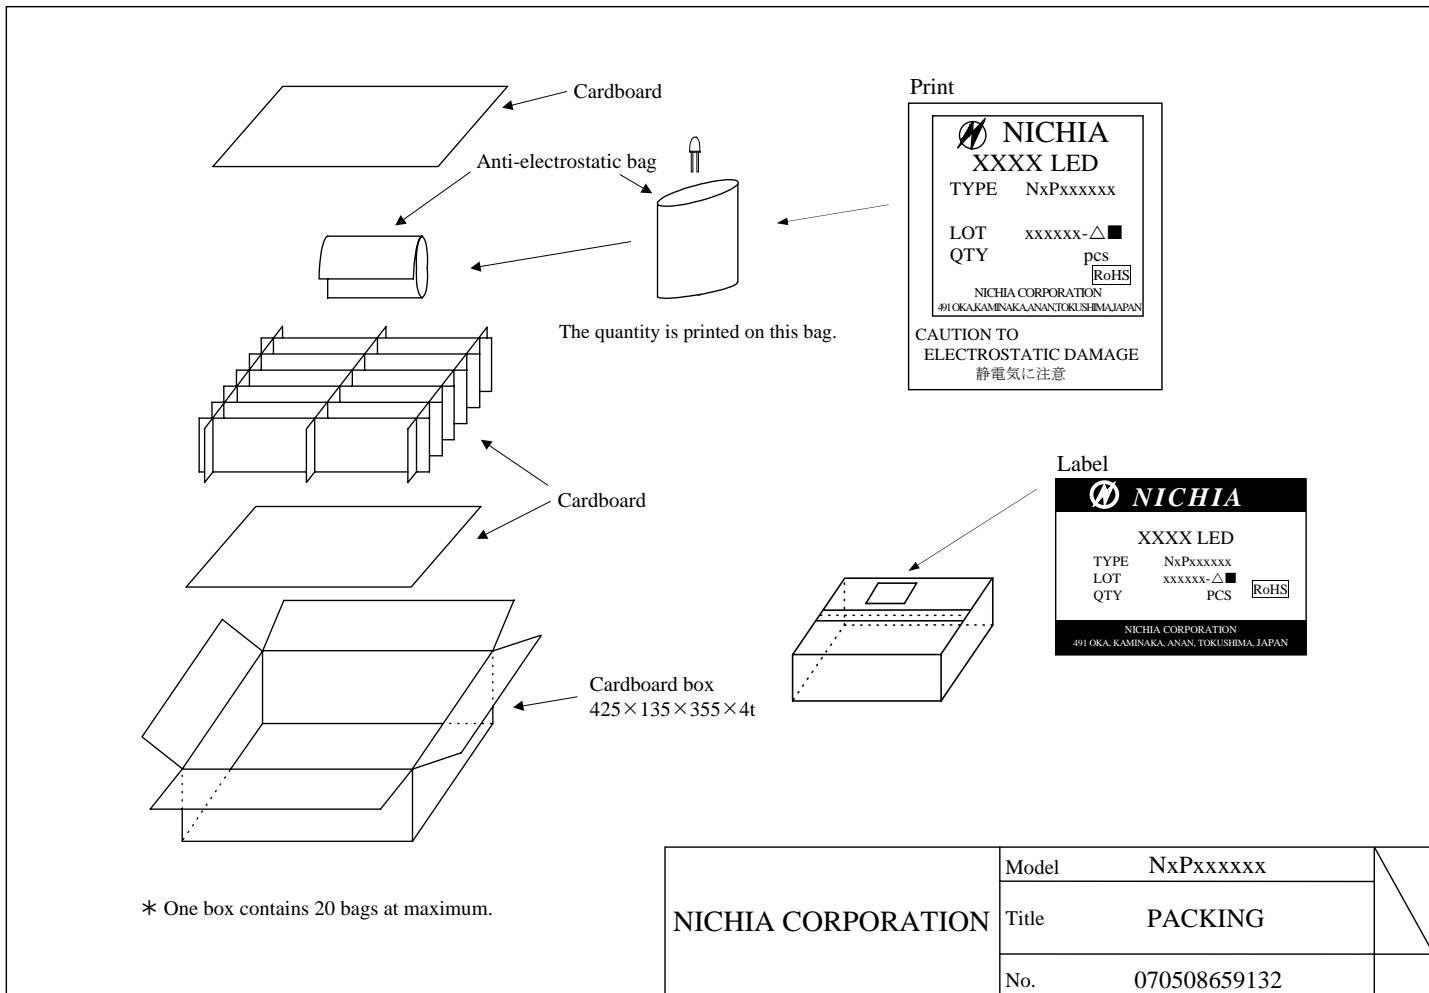 Cardboard
Anti-electrostatic bag
The quantity is printed on this bag.
Print
NICHIA
XXXX LED
TYPE NxPxxxxxx
LOT xxxxxx-△■
QTY pcs
RoHS
NICHIA CORPORATION
491 OKA,KAMINAKA,ANAN,TOKUSHIMA,JAPAN
CAUTION TO
ELECTROSTATIC DAMAGE
静電気に注意
Cardboard
Label
NICHIA
XXXX LED
TYPE NxPxxxxxx
LOT xxxxxx-△■
QTY PCS
RoHS
NICHIA CORPORATION
491 OKA, KAMINAKA, ANAN, TOKUSHIMA, JAPAN
Cardboard box
425×135×355×4t
* One box contains 20 bags at maximum.
NICHIA CORPORATION
Model NxPxxxxxx
Title PACKING
No. 070508659132